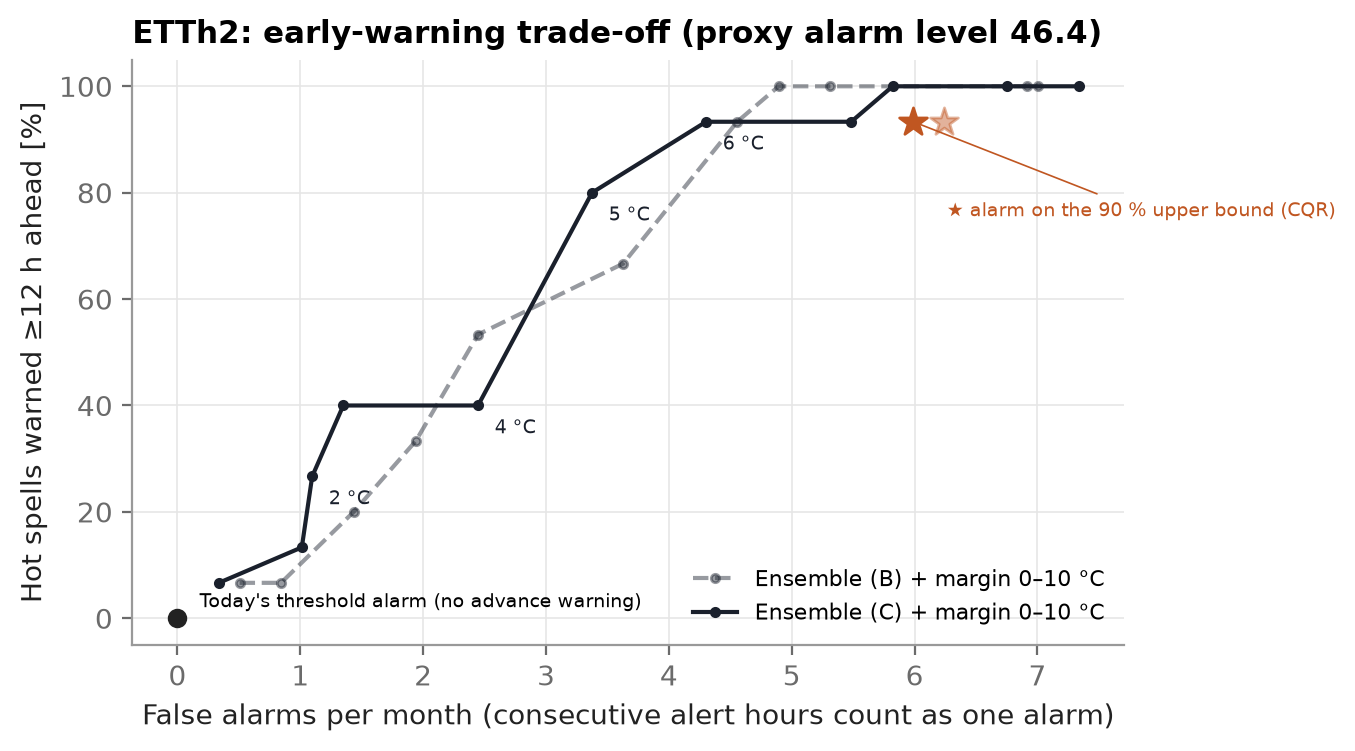 ETTh2: early-warning trade-off (proxy alarm level 46.4)
Hot spells warned ≥12 h ahead [%]
100
80
60
40
20
0
6 °C
5 °C
4 °C
2 °C
★ alarm on the 90 % upper bound (CQR)
Today's threshold alarm (no advance warning)
Ensemble (B) + margin 0–10 °C
Ensemble (C) + margin 0–10 °C
0 1 2 3 4 5 6 7
False alarms per month (consecutive alert hours count as one alarm)